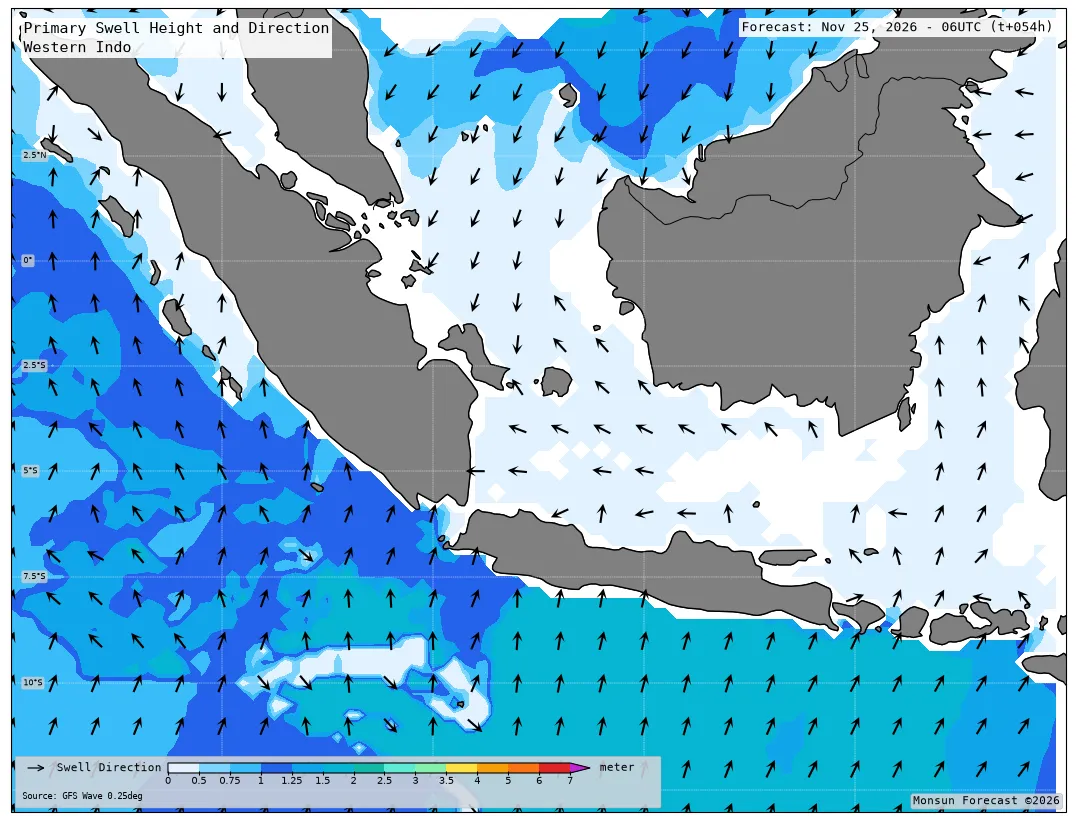 Primary Swell Height and Direction
Western Indo
Forecast: Nov 25, 2026 - 06UTC (t+054h)
2.5°N
0°
2.5°S
5°S
7.5°S
10°S
Swell Direction
0 0.5 0.75 1 1.25 1.5 2 2.5 3 3.5 4 5 6 7
meter
Source: GFS Wave 0.25deg
Monsun Forecast ©2026